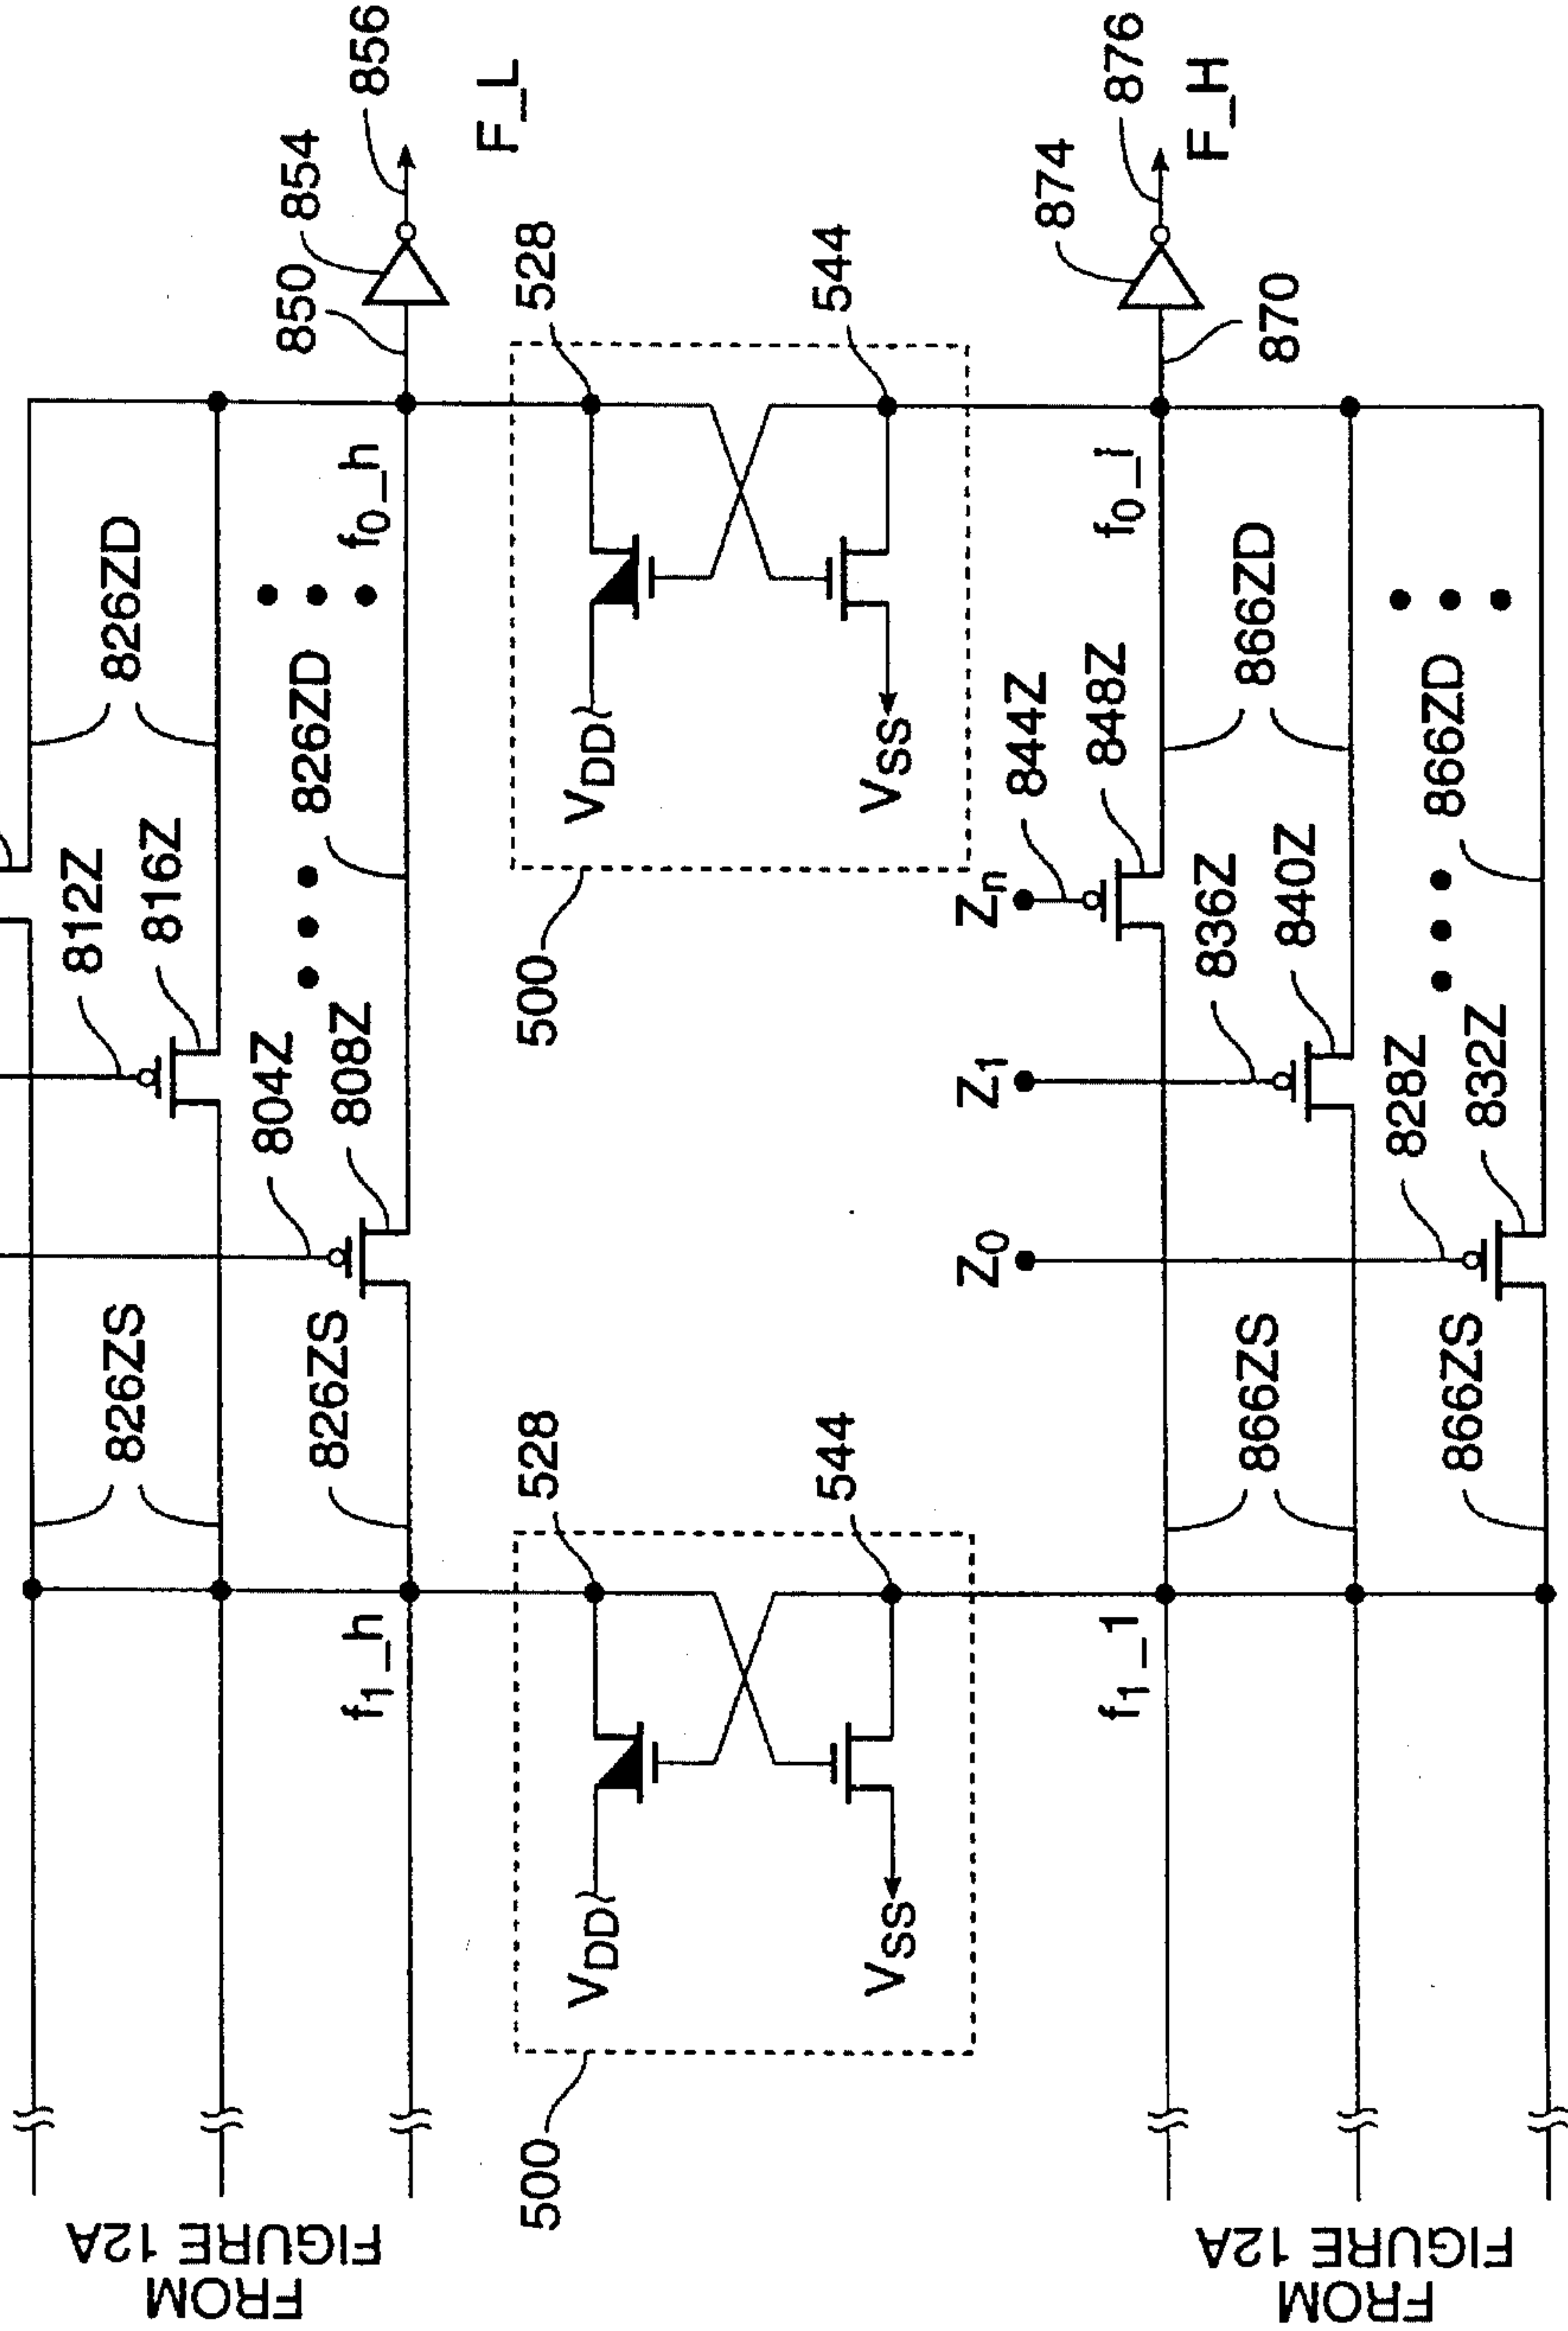 856
854
850
F_L
826ZD
812Z
816Z
f0_h
826ZD
804Z
808Z
826ZS
826ZS
528
544
VDD
VSS
500
528
544
f1_h
VDD
VSS
500
874
876
F_H
870
f0_l
844Z
848Z
Zn
866ZD
836Z
840Z
Z1
866ZD
828Z
832Z
Z0
866ZS
866ZS
f1_1
FROM
FIGURE 12A
FROM
FIGURE 12A